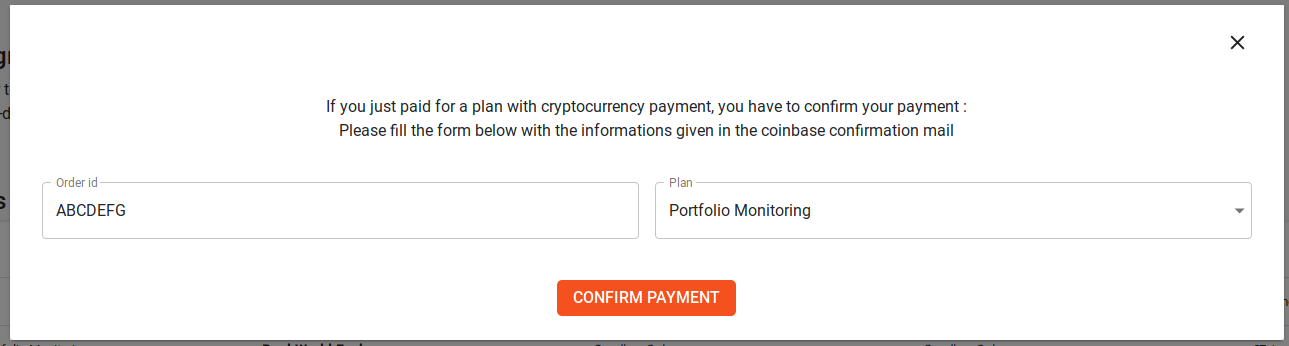 If you just paid for a plan with cryptocurrency payment, you have to confirm your payment :
Please fill the form below with the informations given in the coinbase confirmation mail
Order id
ABCDEFG
Plan
Portfolio Monitoring
CONFIRM PAYMENT